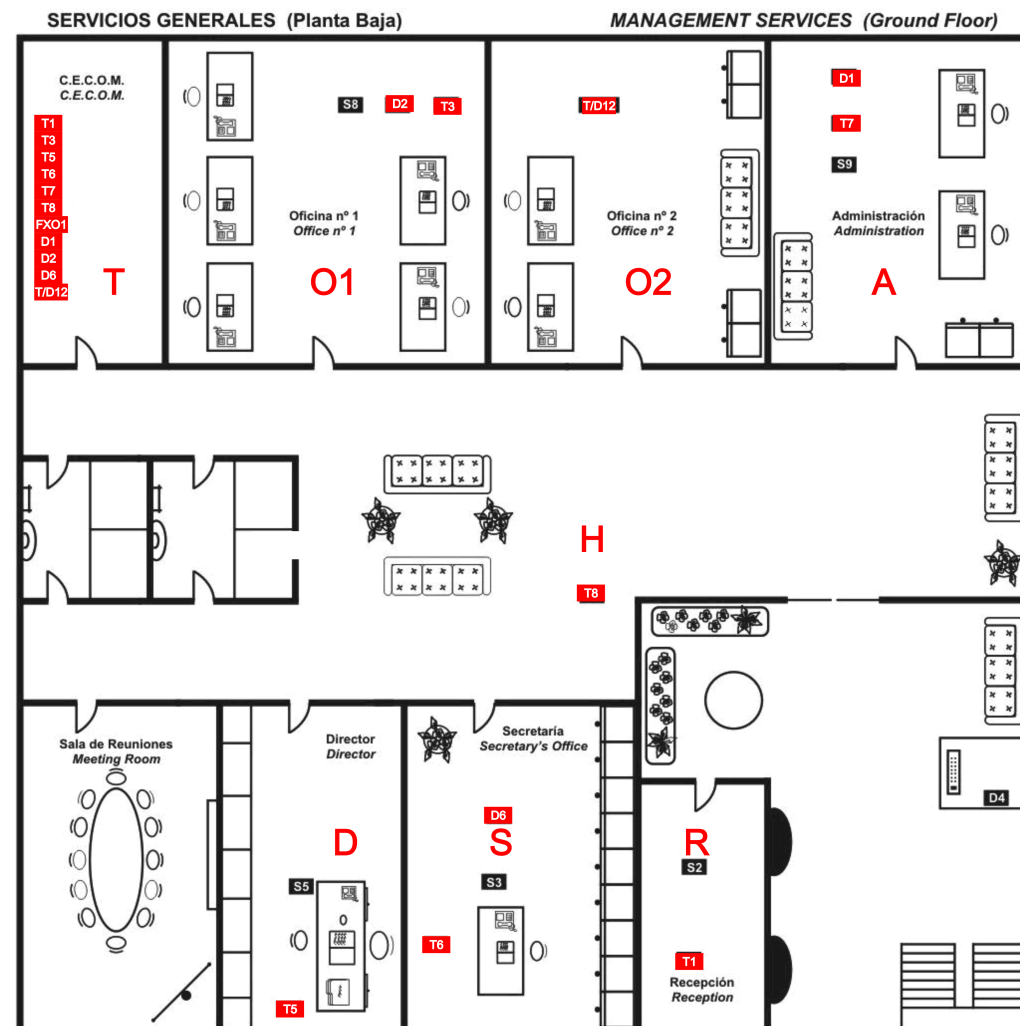 SERVICIOS GENERALES (Planta Baja)
MANAGEMENT SERVICES (Ground Floor)
C.E.C.O.M.
C.E.C.O.M.
T1
T3
T5
T6
T7
T8
FXO1
D1
D2
D6
T/D12
T
S8
D2
T3
Oficina nº 1
Office nº 1
O1
T/D12
Oficina nº 2
Office nº 2
O2
D1
T7
S9
Administración
Administration
A
H
T8
Sala de Reuniones
Meeting Room
Director
Director
D
S5
T5
Secretaría
Secretary's Office
D6
S
S3
T6
R
S2
T1
Recepción
Reception
D4